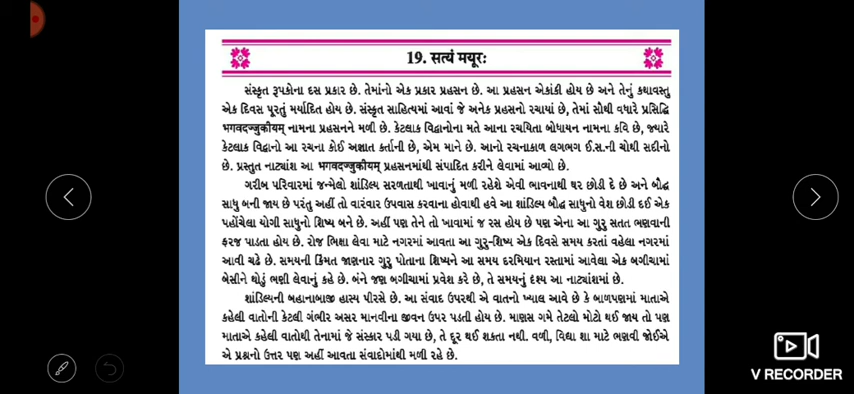 19. सत्यं मयूरः
સંસ્કૃત રૂપકોના દસ પ્રકાર છે. તેમાંનો એક પ્રકાર પ્રહસન છે. આ પ્રહસન એકાંકી હોય છે અને તેનું કથાવસ્તુ
એક દિવસ પૂરતું મર્યાદિત હોય છે. સંસ્કૃત સાહિત્યમાં આવાં જે અનેક પ્રહસનો રચાયાં છે, તેમાં સૌથી વધારે પ્રસિદ્ધિ
भगवदज्जुकीयम् નામના પ્રહસનને મળી છે. કેટલાક વિદ્વાનોના મતે આના રચયિતા બોધાયન નામના કવિ છે, જ્યારે
કેટલાક વિદ્વાનો આ રચના કોઈ અજ્ઞાત કર્તાની છે, એમ માને છે. આનો રચનાકાળ લગભગ ઈ.સ.ની ચોથી સદીનો
છે. પ્રસ્તુત નાટ્યાંશ આ भगवदज्जुकीयम् પ્રહસનમાંથી સંપાદિત કરીને લેવામાં આવ્યો છે.
ગરીબ પરિવારમાં જન્મેલો શાંડિલ્ય સરળતાથી ખાવાનું મળી રહેશે એવી ભાવનાથી ઘર છોડી દે છે અને બૌદ્ધ
સાધુ બની જાય છે પરંતુ અહીં તો વારંવાર ઉપવાસ કરવાના હોવાથી હવે આ શાંડિલ્ય બૌદ્ધ સાધુનો વેશ છોડી દઈ એક
પહોંચેલા યોગી સાધુનો શિષ્ય બને છે. અહીં પણ તેને તો ખાવામાં જ રસ હોય છે પણ એના આ ગુરુ સતત ભણવાની
ફરજ પાડતા હોય છે. રોજ ભિક્ષા લેવા માટે નગરમાં આવતા આ ગુરુ-શિષ્ય એક દિવસે સમય કરતાં વહેલા નગરમાં
આવી ચઢે છે. સમયની કિંમત જાણનાર ગુરુ પોતાના શિષ્યને આ સમય દરમિયાન રસ્તામાં આવેલા એક બગીચામાં
બેસીને થોડું ભણી લેવાનું કહે છે. બંને જણ બગીચામાં પ્રવેશ કરે છે, તે સમયનું દૃશ્ય આ નાટ્યાંશમાં છે.
શાંડિલ્યની બહાનાબાજી હાસ્ય પીરસે છે. આ સંવાદ ઉપરથી એ વાતનો ખ્યાલ આવે છે કે બાળપણમાં માતાએ
કહેલી વાતોની કેટલી ગંભીર અસર માનવીના જીવન ઉપર પડતી હોય છે. માણસ ગમે તેટલો મોટો થઈ જાય તો પણ
માતાએ કહેલી વાતોથી તેનામાં જે સંસ્કાર પડી ગયા છે, તે દૂર થઈ શકતા નથી. વળી, વિદ્યા શા માટે ભણવી જોઈએ
એ પ્રશ્નનો ઉત્તર પણ અહીં આવતા સંવાદોમાંથી મળી રહે છે.
V RECORDER